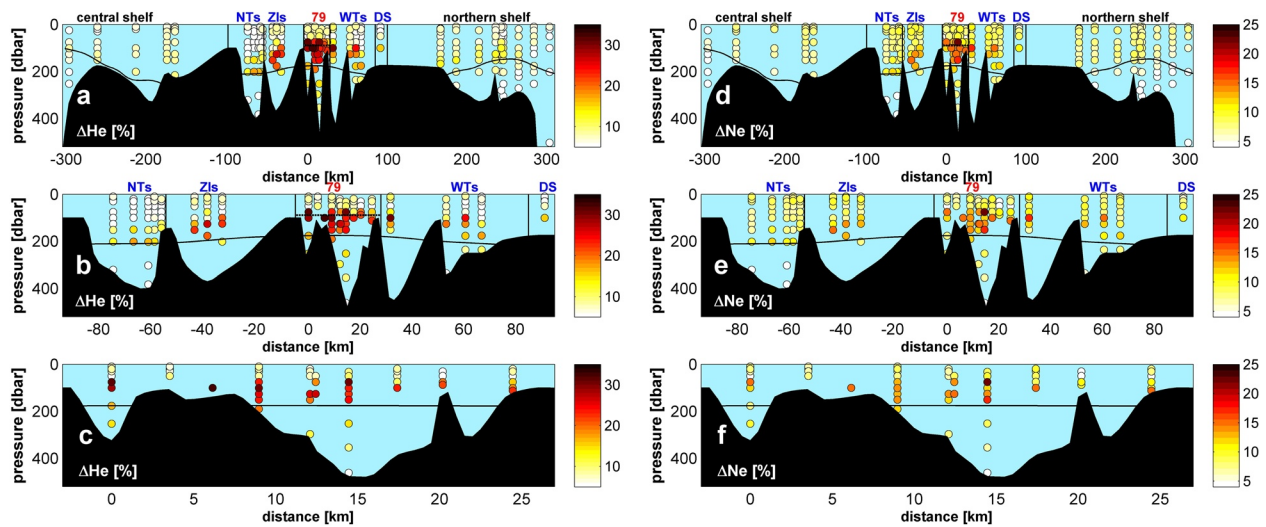 central shelf NTs ZIs 79 WTs DS northern shelf
0
200
400
pressure [dbar]
a
ΔHe [%]
-300 -200 -100 0 100 200 300
distance [km]
30
20
10
central shelf NTs ZIs 79 WTs DS northern shelf
0
200
400
pressure [dbar]
d
ΔNe [%]
-300 -200 -100 0 100 200 300
distance [km]
25
20
15
10
5
NTs ZIs 79 WTs DS
0
200
400
pressure [dbar]
b
ΔHe [%]
-80 -60 -40 -20 0 20 40 60 80
distance [km]
30
20
10
NTs ZIs 79 WTs DS
0
200
400
pressure [dbar]
e
ΔNe [%]
-80 -60 -40 -20 0 20 40 60 80
distance [km]
25
20
15
10
5
0
200
400
pressure [dbar]
c
ΔHe [%]
0 5 10 15 20 25
distance [km]
30
20
10
0
200
400
pressure [dbar]
f
ΔNe [%]
0 5 10 15 20 25
distance [km]
25
20
15
10
5